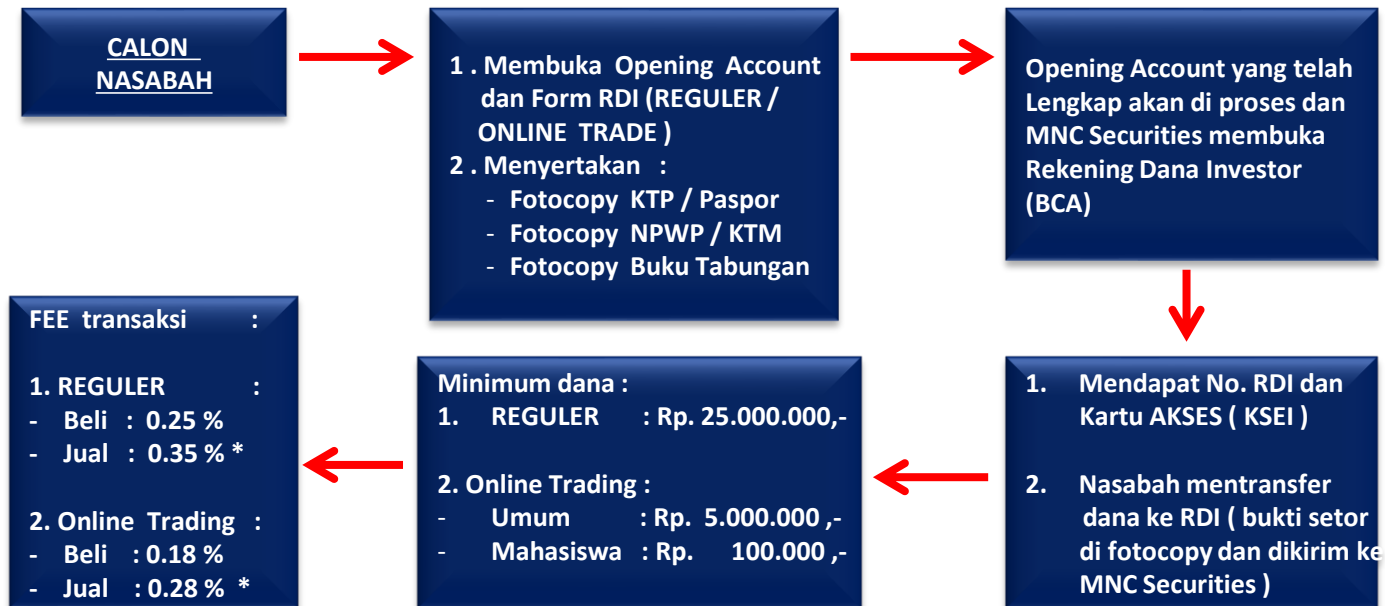 CALON
NASABAH
1 . Membuka Opening Account
dan Form RDI (REGULER /
ONLINE TRADE )
2 . Menyertakan :
- Fotocopy KTP / Paspor
- Fotocopy NPWP / KTM
- Fotocopy Buku Tabungan
Opening Account yang telah
Lengkap akan di proses dan
MNC Securities membuka
Rekening Dana Investor
(BCA)
1. Mendapat No. RDI dan
Kartu AKSES ( KSEI )
2. Nasabah mentransfer
dana ke RDI ( bukti setor
di fotocopy dan dikirim ke
MNC Securities )
Minimum dana :
1. REGULER : Rp. 25.000.000,-
2. Online Trading :
- Umum : Rp. 5.000.000 ,-
- Mahasiswa : Rp. 100.000 ,-
FEE transaksi :
1. REGULER :
- Beli : 0.25 %
- Jual : 0.35 % *
2. Online Trading :
- Beli : 0.18 %
- Jual : 0.28 % *